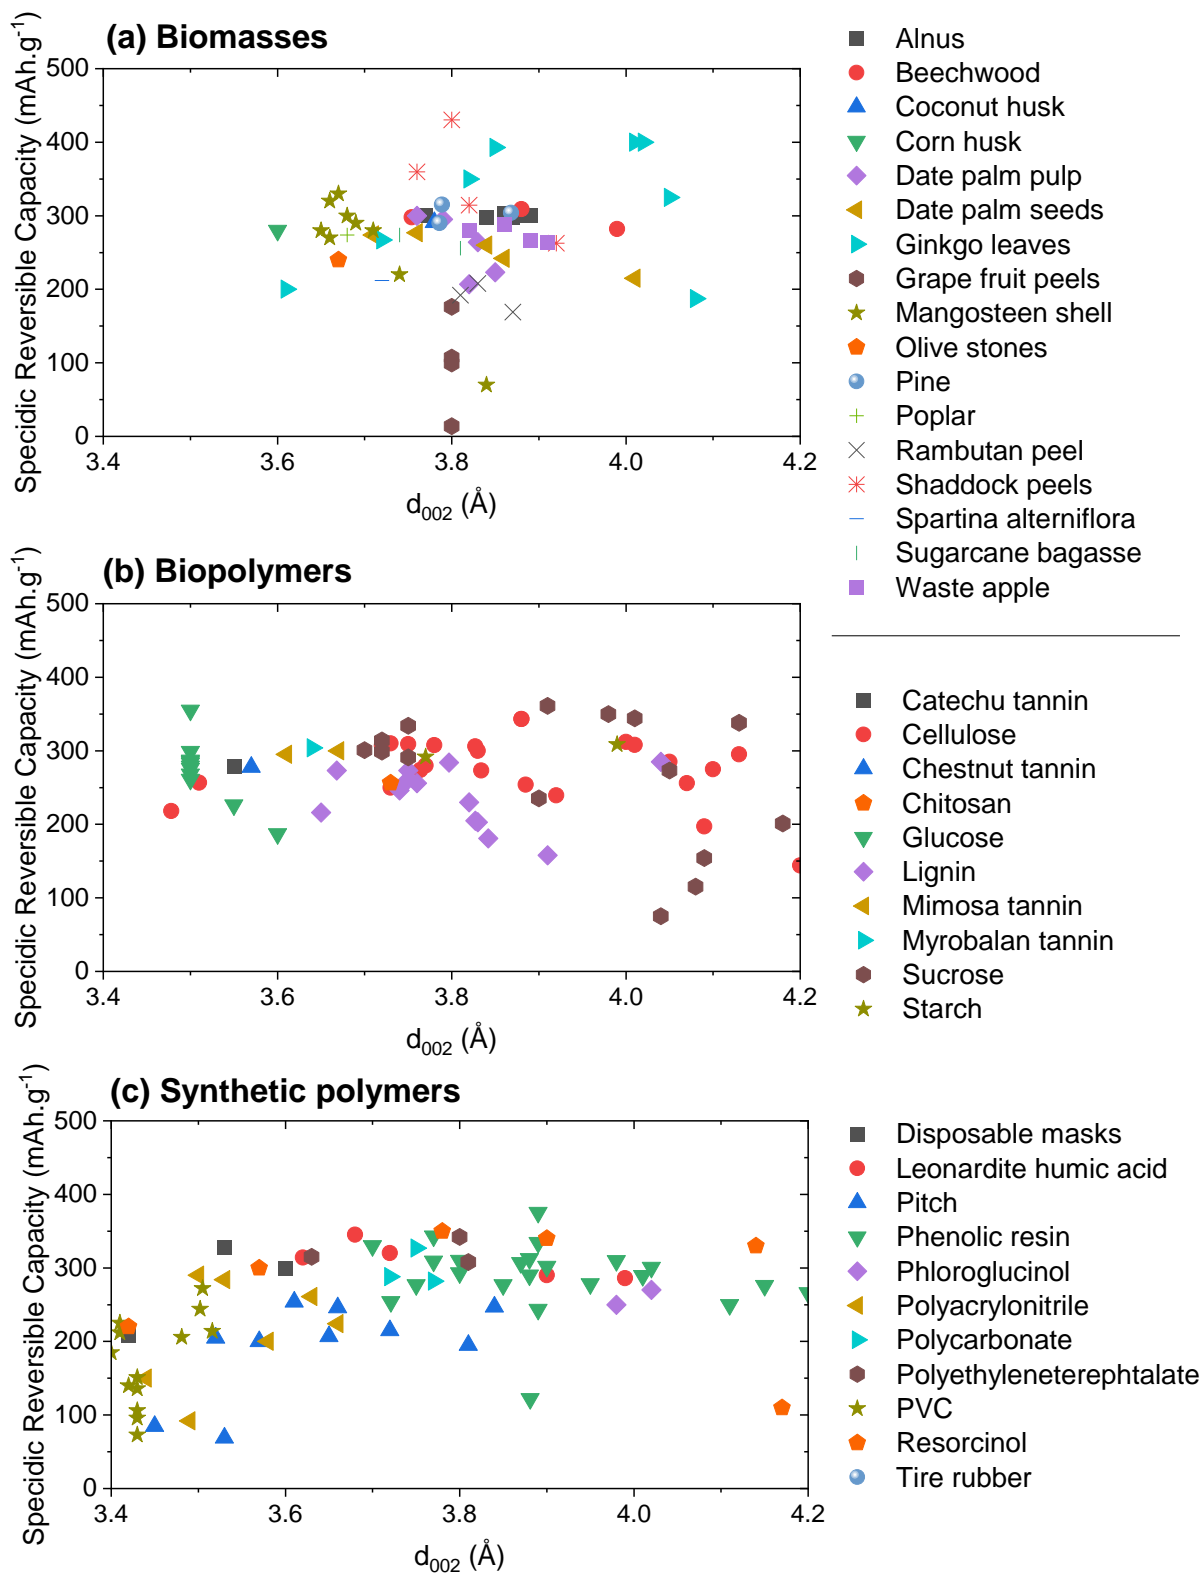 (a) Biomasses
Specidic Reversible Capacity (mAh.g-1)
500
400
300
200
100
0
3.4 3.6 3.8 4.0 4.2
d002 (Å)
Alnus
Beechwood
Coconut husk
Corn husk
Date palm pulp
Date palm seeds
Ginkgo leaves
Grape fruit peels
Mangosteen shell
Olive stones
Pine
Poplar
Rambutan peel
Shaddock peels
Spartina alterniflora
Sugarcane bagasse
Waste apple
(b) Biopolymers
Specidic Reversible Capacity (mAh.g-1)
500
400
300
200
100
0
3.4 3.6 3.8 4.0 4.2
d002 (Å)
Catechu tannin
Cellulose
Chestnut tannin
Chitosan
Glucose
Lignin
Mimosa tannin
Myrobalan tannin
Sucrose
Starch
(c) Synthetic polymers
Specidic Reversible Capacity (mAh.g-1)
500
400
300
200
100
0
3.4 3.6 3.8 4.0 4.2
d002 (Å)
Disposable masks
Leonardite humic acid
Pitch
Phenolic resin
Phloroglucinol
Polyacrylonitrile
Polycarbonate
Polyethyleneterephtalate
PVC
Resorcinol
Tire rubber